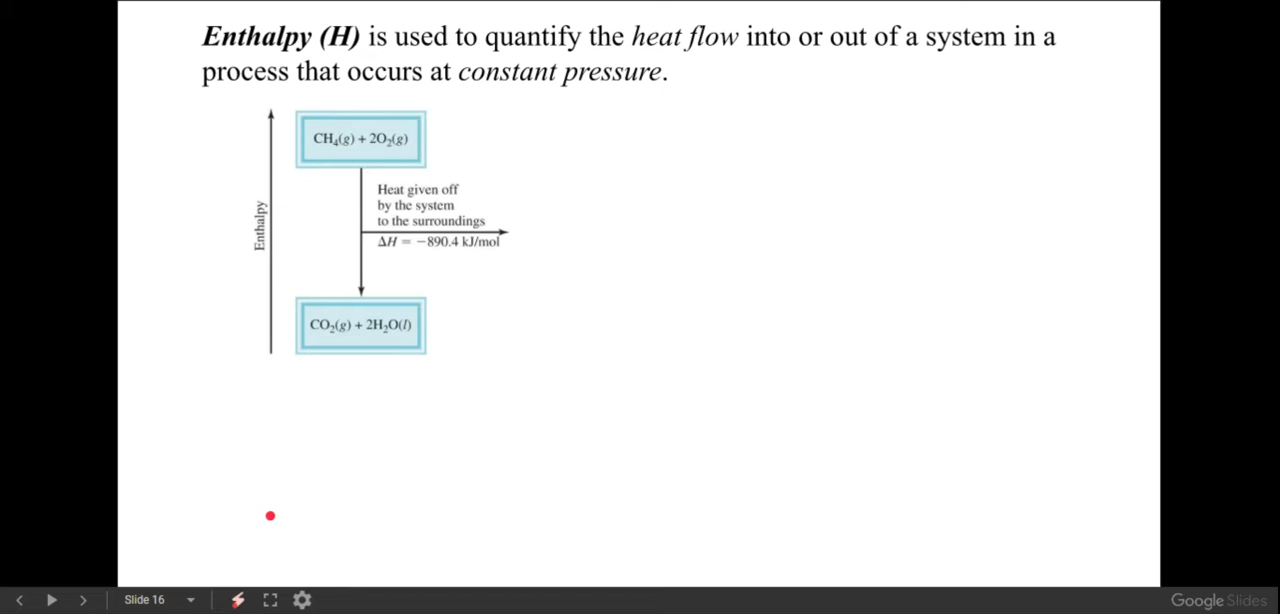 Enthalpy (H) is used to quantify the heat flow into or out of a system in a
process that occurs at constant pressure.
CH₄(g) + 2O₂(g)
Heat given off
by the system
to the surroundings
ΔH = −890.4 kJ/mol
Enthalpy
CO₂(g) + 2H₂O(l)
Slide 16
Google Slides